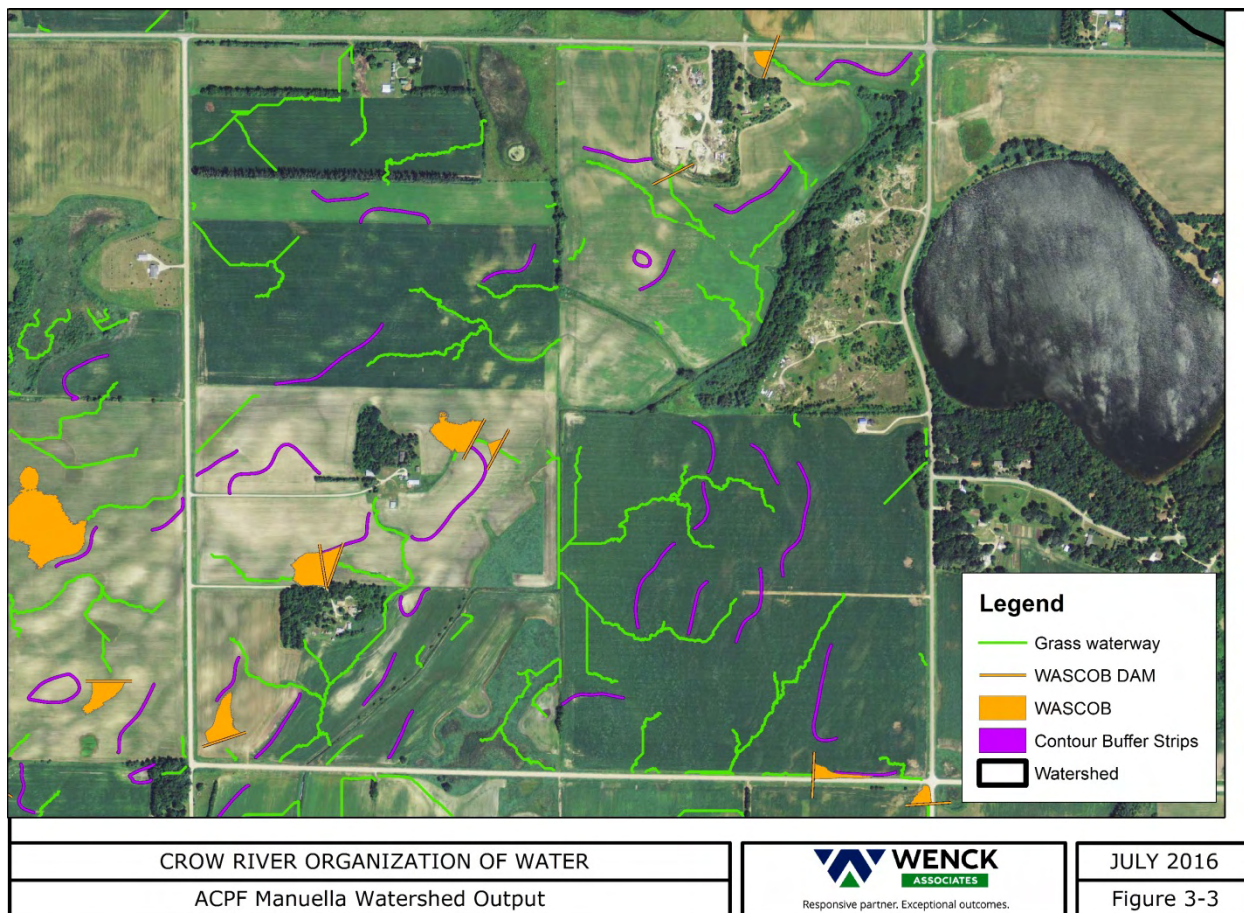 Legend
Grass waterway
WASCOB DAM
WASCOB
Contour Buffer Strips
Watershed
CROW RIVER ORGANIZATION OF WATER
ACPF Manuella Watershed Output
WENCK
ASSOCIATES
Responsive partner. Exceptional outcomes.
JULY 2016
Figure 3-3